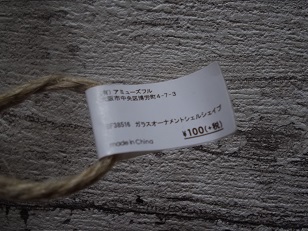 アミューズフル
大阪市中央区博労町4-7-3
ガラスオーナメントシェルシェイプ
¥100(+税)
made in China